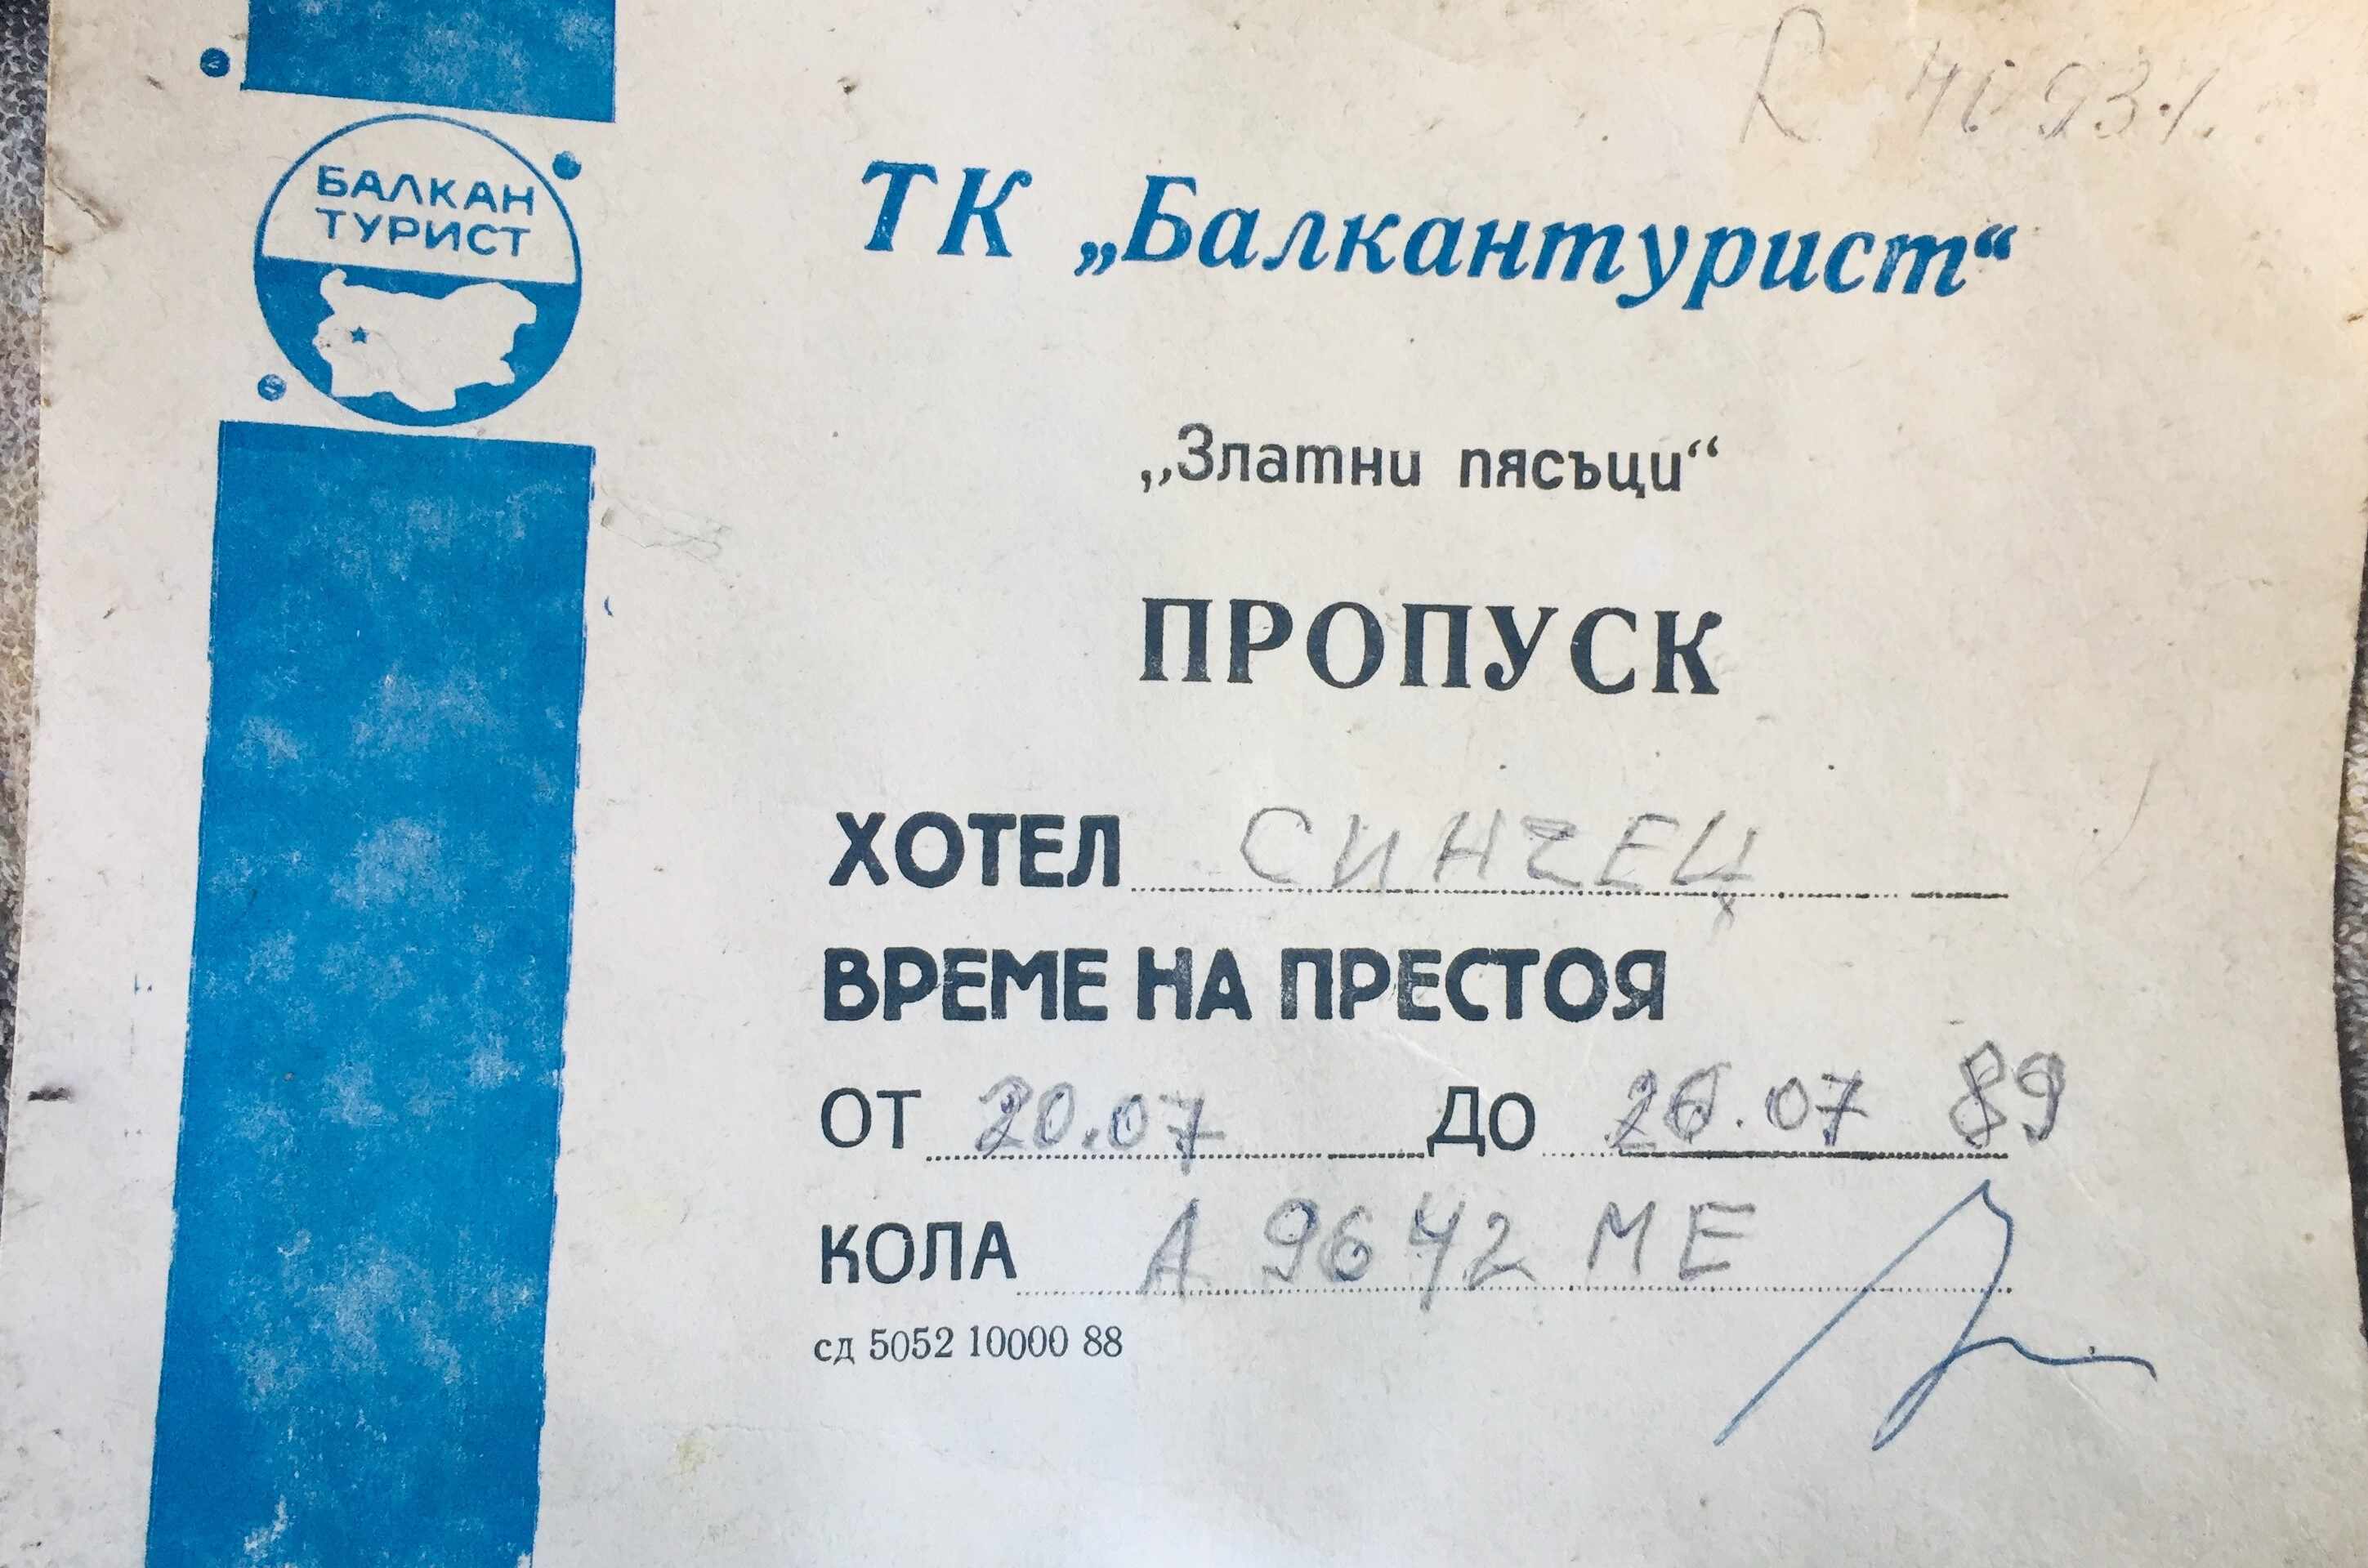 БАЛКАН
ТУРИСТ
ТК „Балкантурист“
„Златни пясъци“
ПРОПУСК
ХОТЕЛ СИНЧЕЦ
ВРЕМЕ НА ПРЕСТОЯ
ОТ 20.07 ДО 26.07 89
КОЛА А 9642 МЕ
сд 5052 10000 88